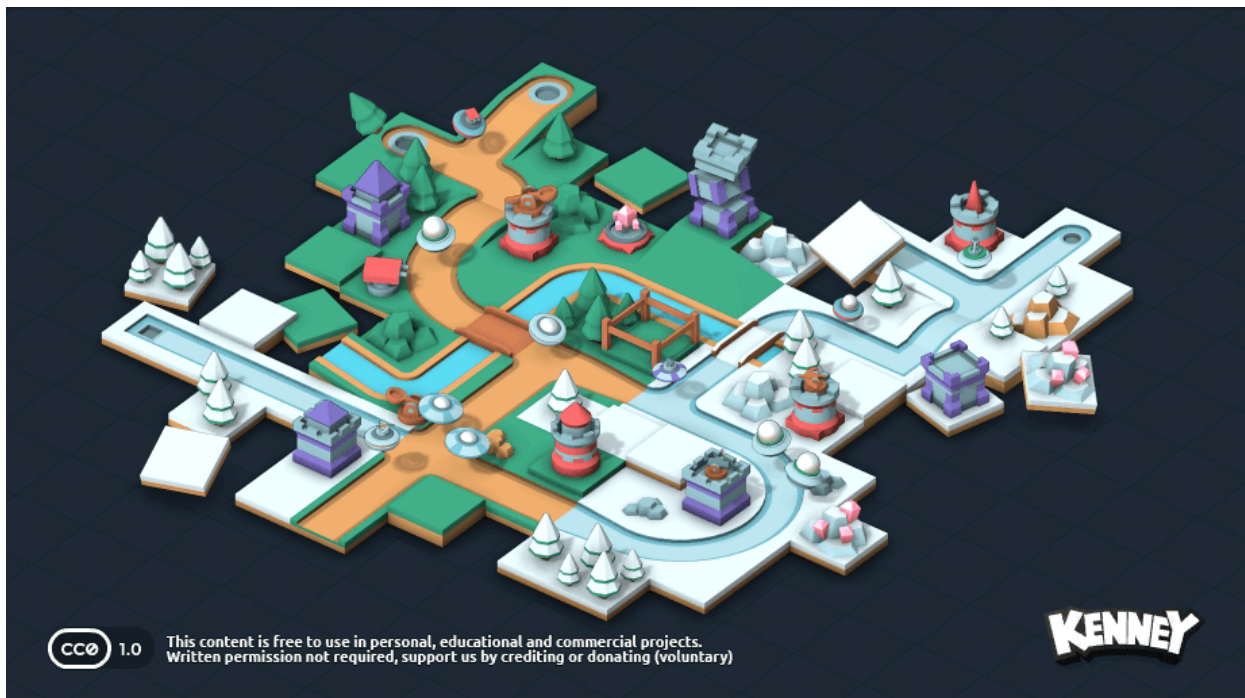 CC0 1.0
This content is free to use in personal, educational and commercial projects.
Written permission not required, support us by crediting or donating (voluntary)
KENNEY